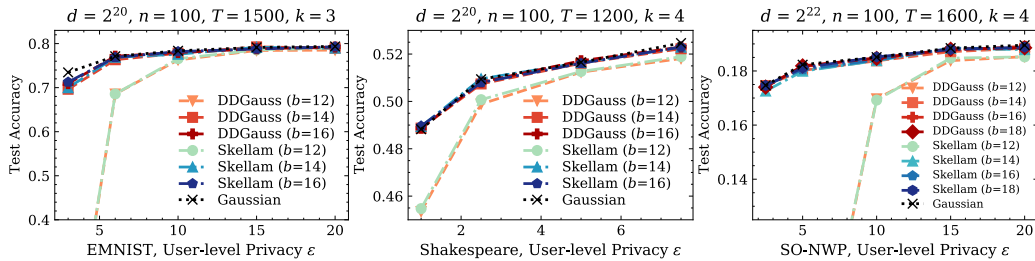 d = 2^20, n = 100, T = 1500, k = 3
Test Accuracy
0.8
0.7
0.6
0.5
0.4
DDGauss (b=12)
DDGauss (b=14)
DDGauss (b=16)
Skellam (b=12)
Skellam (b=14)
Skellam (b=16)
Gaussian
5 10 15 20
EMNIST, User-level Privacy ε
d = 2^20, n = 100, T = 1200, k = 4
Test Accuracy
0.52
0.50
0.48
0.46
DDGauss (b=12)
DDGauss (b=14)
DDGauss (b=16)
Skellam (b=12)
Skellam (b=14)
Skellam (b=16)
Gaussian
2 4 6
Shakespeare, User-level Privacy ε
d = 2^22, n = 100, T = 1600, k = 4
Test Accuracy
0.18
0.16
0.14
DDGauss (b=12)
DDGauss (b=14)
DDGauss (b=16)
DDGauss (b=18)
Skellam (b=12)
Skellam (b=14)
Skellam (b=16)
Skellam (b=18)
Gaussian
5 10 15 20
SO-NWP, User-level Privacy ε